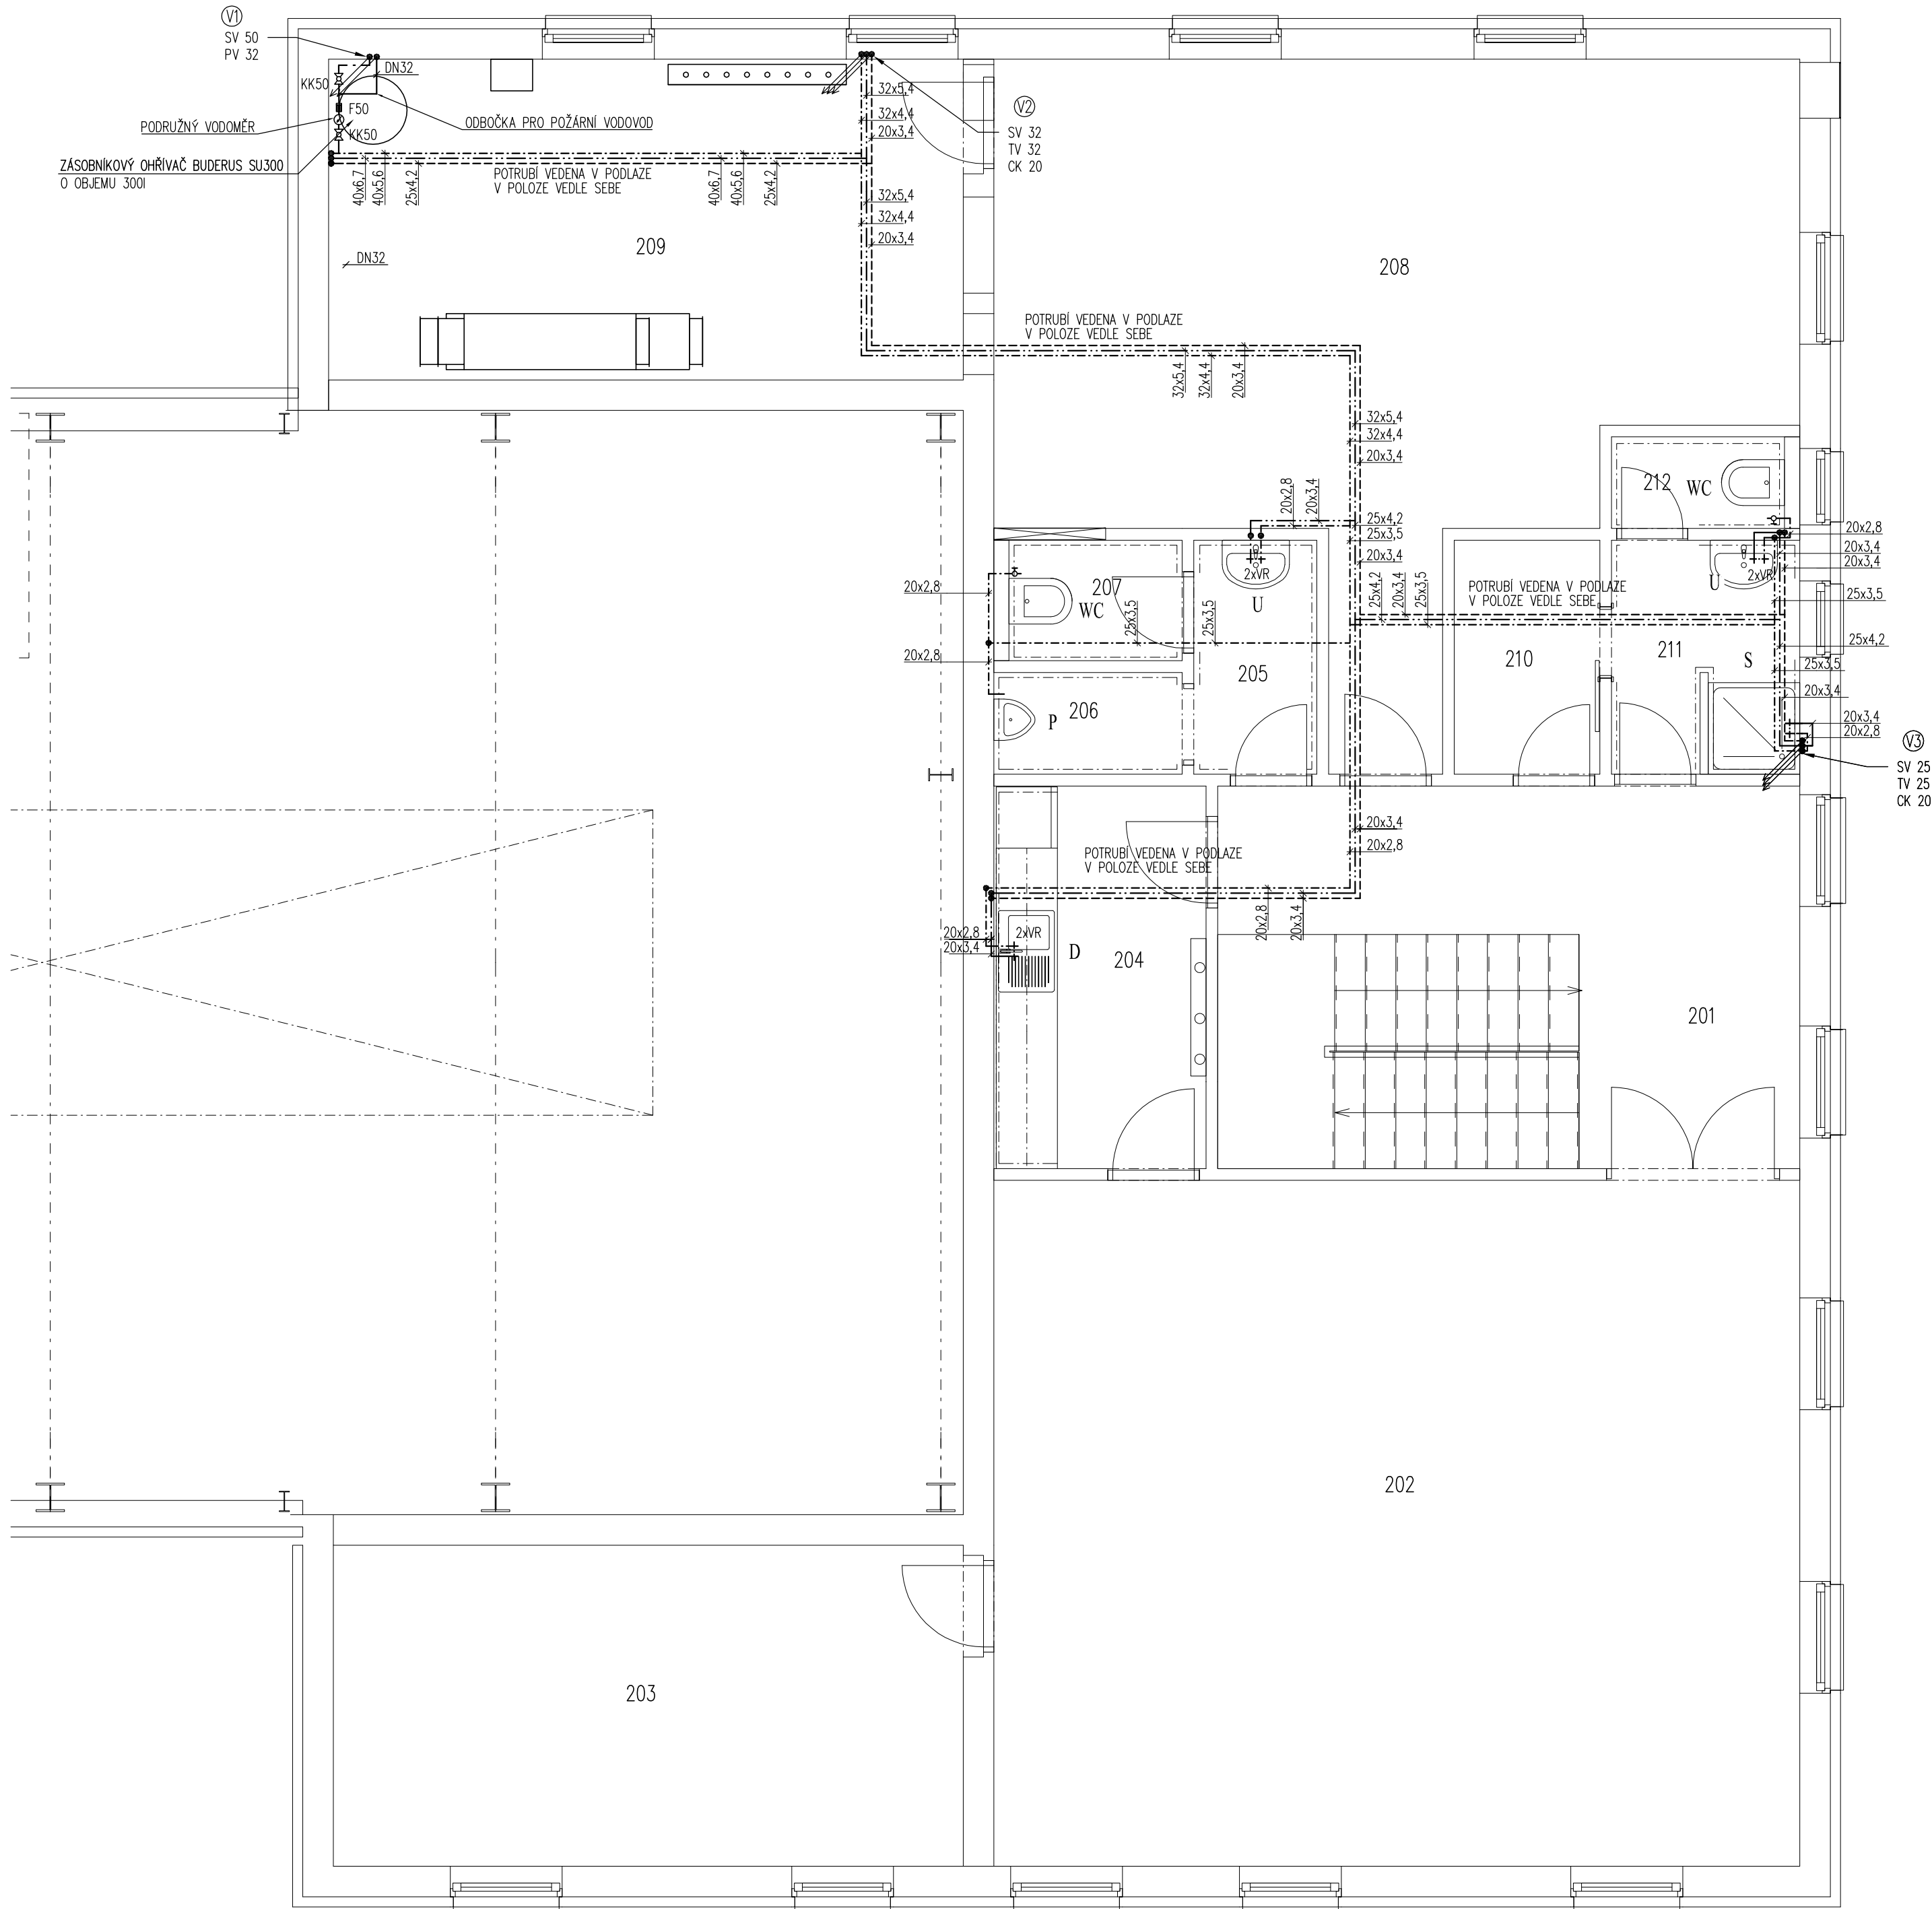 V1
SV 50
PV 32
DN32
KK50
F50
KK50
PODRUŽNÝ VODOMĚR
ODBOČKA PRO POŽÁRNÍ VODOVOD
ZÁSOBNÍKOVÝ OHŘÍVAČ BUDERUS SU300
O OBJEMU 300l
40x6,7
40x5,6
25x4,2
POTRUBÍ VEDENA V PODLAZE
V POLOZE VEDLE SEBE
40x6,7
40x5,6
25x4,2
32x5,4
32x4,4
20x3,4
V2
SV 32
TV 32
CK 20
32x5,4
32x4,4
20x3,4
209
DN32
208
POTRUBÍ VEDENA V PODLAZE
V POLOZE VEDLE SEBE
32x5,4
32x4,4
20x3,4
32x5,4
32x4,4
20x3,4
20x2,8
20x3,4
25x4,2
25x3,5
20x3,4
212
WC
20x2,8
20x3,4
20x3,4
25x3,5
25x4,2
25x3,5
20x3,4
20x3,4
20x2,8
V3
SV 25
TV 25
CK 20
20x2,8
207
WC
25x3,5
25x3,5
2xVR
U
25x4,2
20x3,4
25x3,5
POTRUBÍ VEDENA V PODLAZE
V POLOZE VEDLE SEBE
2xVR
U
20x2,8
205
210
211
S
206
P
20x3,4
20x2,8
POTRUBÍ VEDENA V PODLAZE
V POLOZE VEDLE SEBE
20x2,8
20x3,4
20x2,8
20x3,4
2xVR
D
204
201
202
203